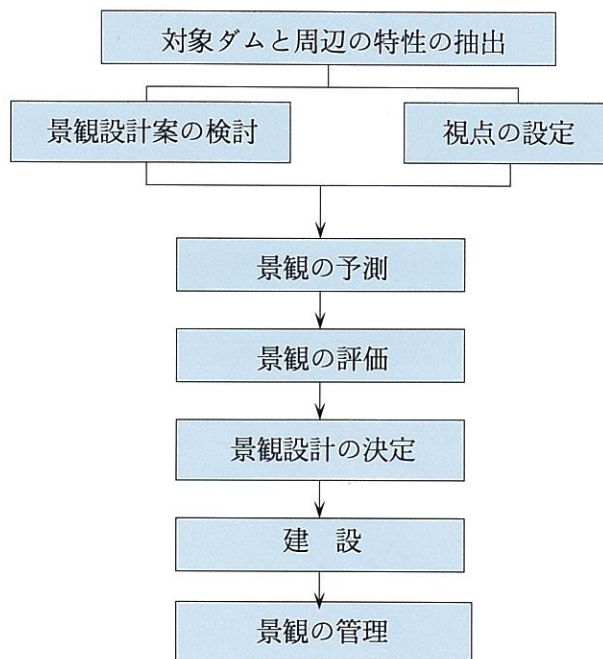 対象ダムと周辺の特性の抽出
景観設計案の検討
視点の設定
景観の予測
景観の評価
景観設計の決定
建　設
景観の管理